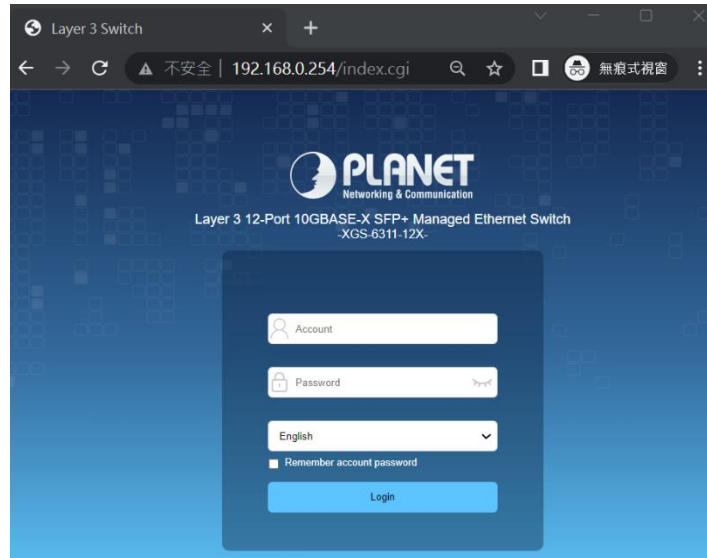 Layer 3 Switch
不安全 | 192.168.0.254/index.cgi 無痕式視窗
PLANET
Networking & Communication
Layer 3 12-Port 10GBASE-X SFP+ Managed Ethernet Switch
-XGS-6311-12X-
Account
Password
English
Remember account password
Login